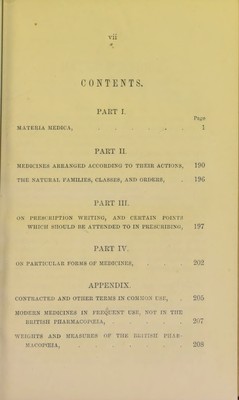 vii
CONTENTS.
PART I.
Page
MATERIA MEDICA, . . . . . 1
PART II.
MEDICINES ARRANGED ACCORDING TO THEIR ACTIONS, 190
THE NATURAL FAMILIES, CLASSES, AND ORDERS, . 196
PART III.
ON PRESCRIPTION WRITING, AND CERTAIN POINTS
WHICH SHOULD BE ATTENDED TO IN PRESCRIBING, 197
PART IV.
ON PARTICULAR FORMS OF MEDICINES, . . . 202
APPENDIX.
CONTRACTED AND OTHER TERMS IN COMMON USE, . 205
MODERN MEDICINES IN FREQUENT USE, NOT IN THE
BRITISH PHARMACOPŒIA, . . . . . 207
WEIGHTS AND MEASURES OF THE BRITISH PHAR-
MACOPŒIA, . . . . . . 208